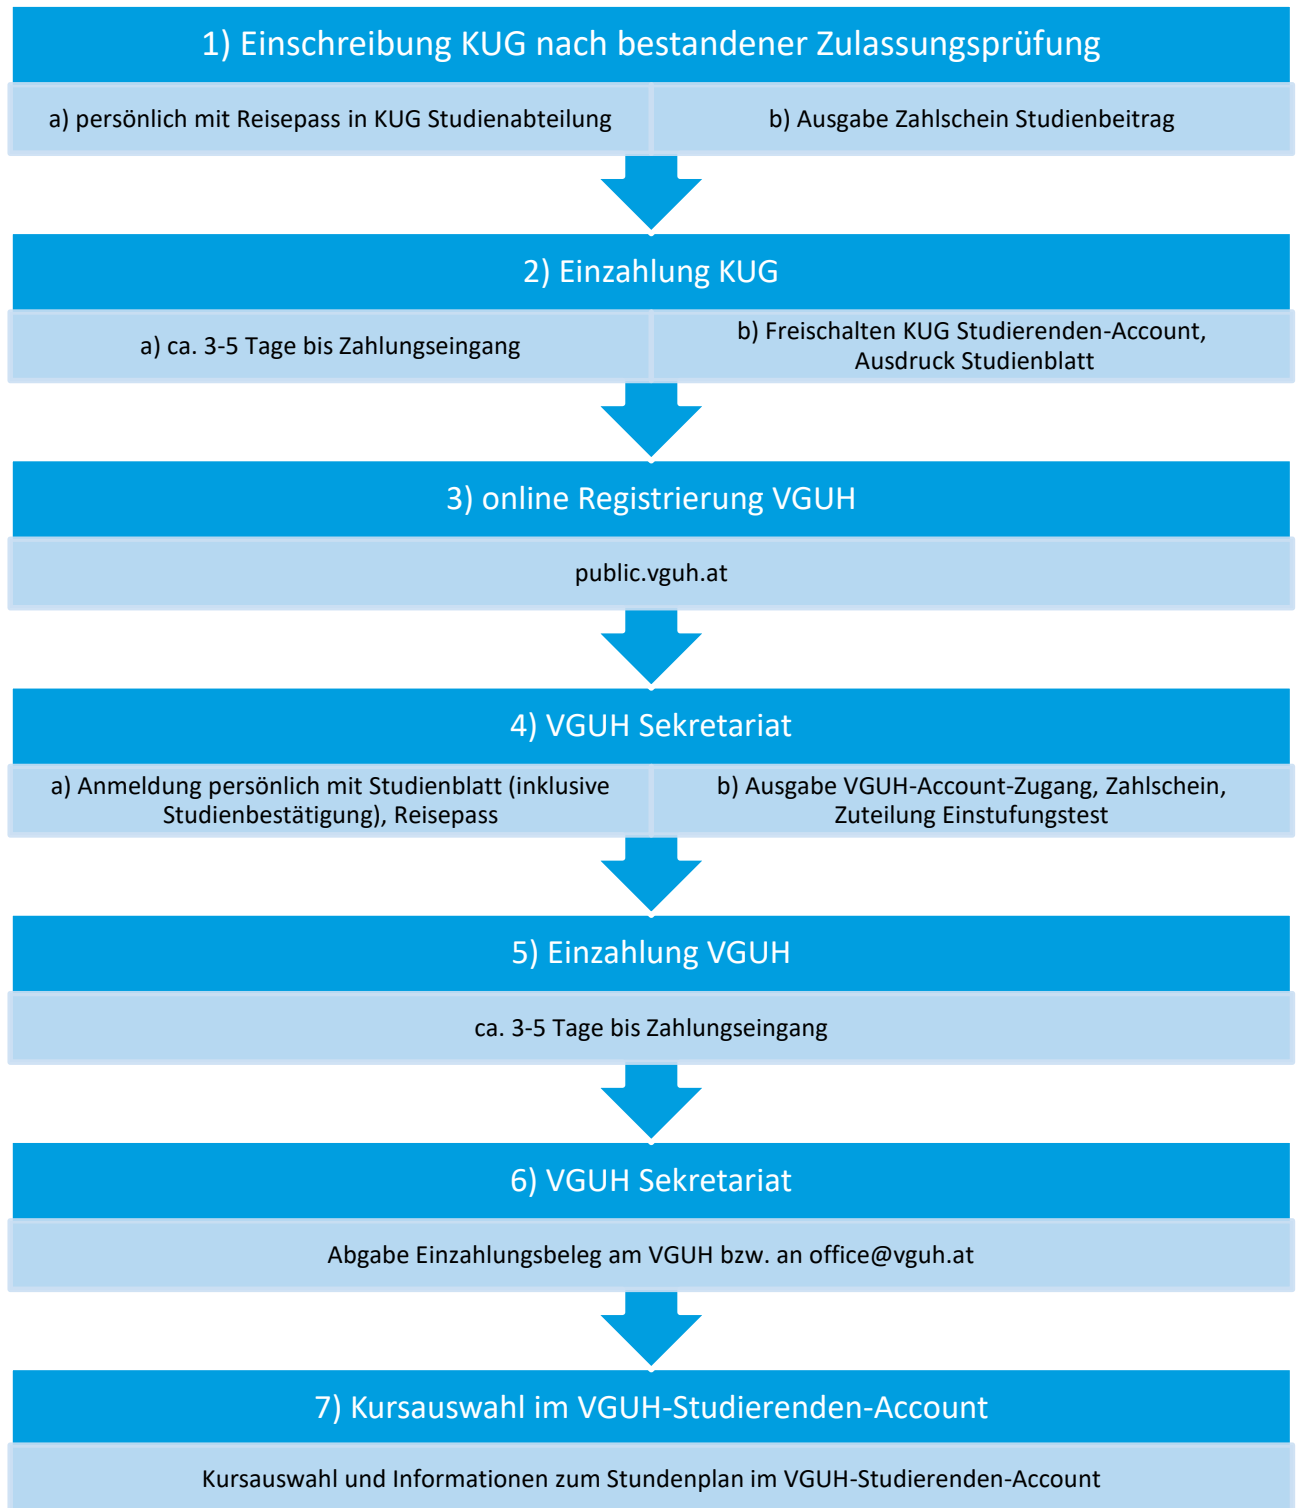 1) Einschreibung KUG nach bestandener Zulassungsprüfung
a) persönlich mit Reisepass in KUG Studienabteilung
b) Ausgabe Zahlschein Studienbeitrag
2) Einzahlung KUG
a) ca. 3-5 Tage bis Zahlungseingang
b) Freischalten KUG Studierenden-Account,
Ausdruck Studienblatt
3) online Registrierung VGUH
public.vguh.at
4) VGUH Sekretariat
a) Anmeldung persönlich mit Studienblatt (inklusive
Studienbestätigung), Reisepass
b) Ausgabe VGUH-Account-Zugang, Zahlschein,
Zuteilung Einstufungstest
5) Einzahlung VGUH
ca. 3-5 Tage bis Zahlungseingang
6) VGUH Sekretariat
Abgabe Einzahlungsbeleg am VGUH bzw. an office@vguh.at
7) Kursauswahl im VGUH-Studierenden-Account
Kursauswahl und Informationen zum Stundenplan im VGUH-Studierenden-Account